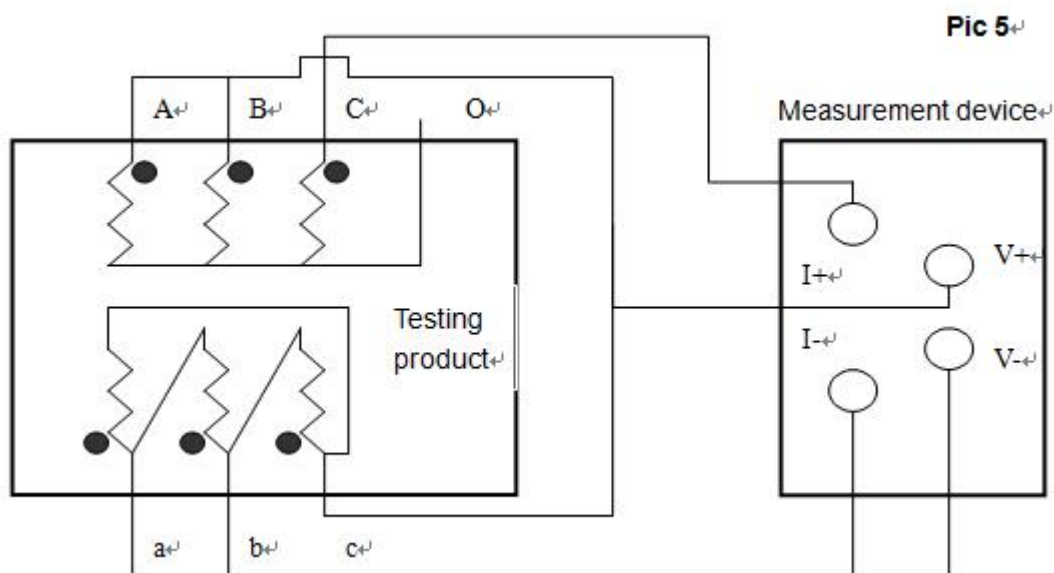 Pic 5↵
A↵ B↵ C↵ O↵
Measurement device↵
I+↵ V+↵
Testing
product↵
I-↵ V-↵
a↵ b↵ c↵